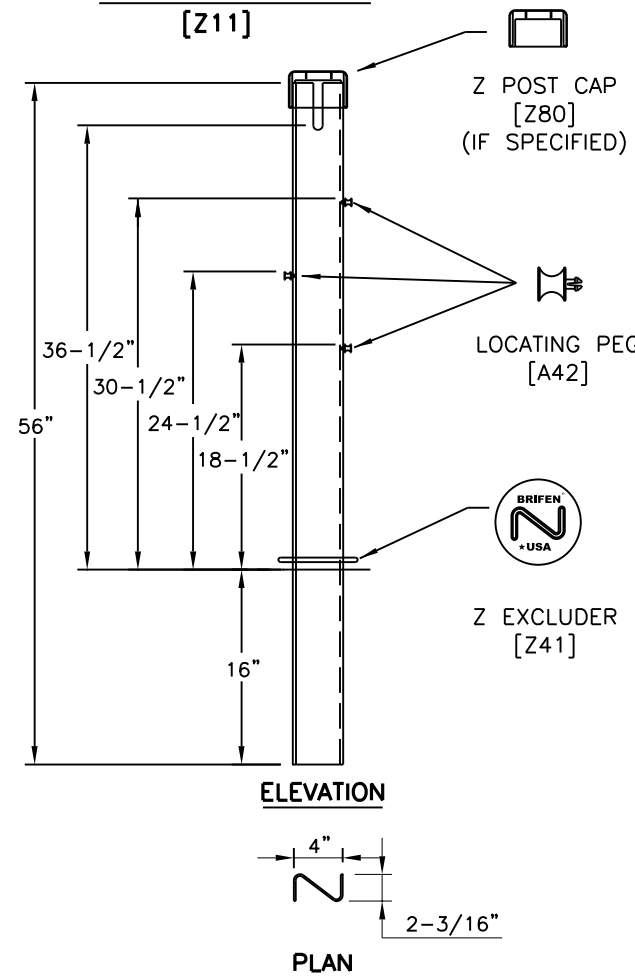 [Z11]
Z POST CAP
[Z80]
(IF SPECIFIED)
36-1/2"
30-1/2"
LOCATING PEG
[A42]
56"
24-1/2"
18-1/2"
BRIFEN
★USA
Z EXCLUDER
[Z41]
16"
ELEVATION
4"
2-3/16"
PLAN